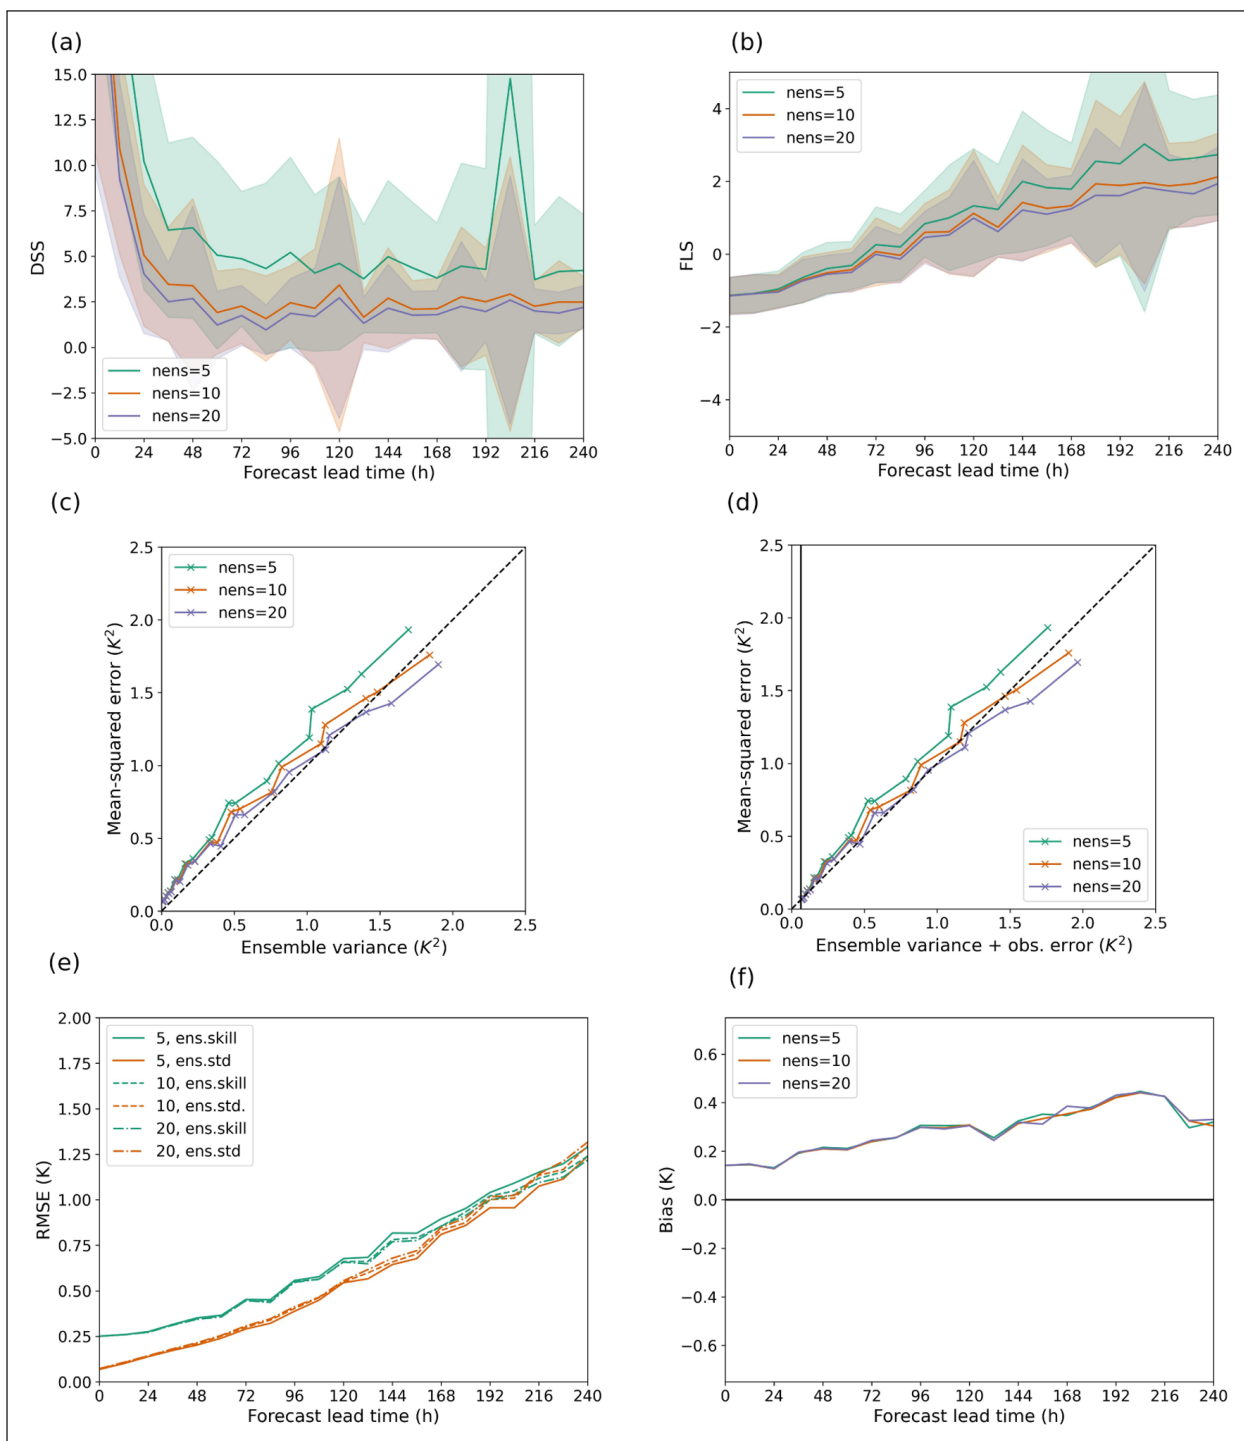 (a)
15.0
12.5
10.0
7.5
5.0
2.5
0.0
−2.5
−5.0
DSS
nens=5
nens=10
nens=20
0 24 48 72 96 120 144 168 192 216 240
Forecast lead time (h)
(b)
4
2
0
−2
−4
FLS
nens=5
nens=10
nens=20
0 24 48 72 96 120 144 168 192 216 240
Forecast lead time (h)
(c)
2.5
2.0
1.5
1.0
0.5
0.0
Mean-squared error (K²)
nens=5
nens=10
nens=20
0.0 0.5 1.0 1.5 2.0 2.5
Ensemble variance (K²)
(d)
2.5
2.0
1.5
1.0
0.5
0.0
Mean-squared error (K²)
nens=5
nens=10
nens=20
0.0 0.5 1.0 1.5 2.0 2.5
Ensemble variance + obs. error (K²)
(e)
2.00
1.75
1.50
1.25
1.00
0.75
0.50
0.25
0.00
RMSE (K)
5, ens.skill
5, ens.std
10, ens.skill
10, ens.std.
20, ens.skill
20, ens.std
0 24 48 72 96 120 144 168 192 216 240
Forecast lead time (h)
(f)
0.6
0.4
0.2
0.0
−0.2
−0.4
−0.6
Bias (K)
nens=5
nens=10
nens=20
0 24 48 72 96 120 144 168 192 216 240
Forecast lead time (h)